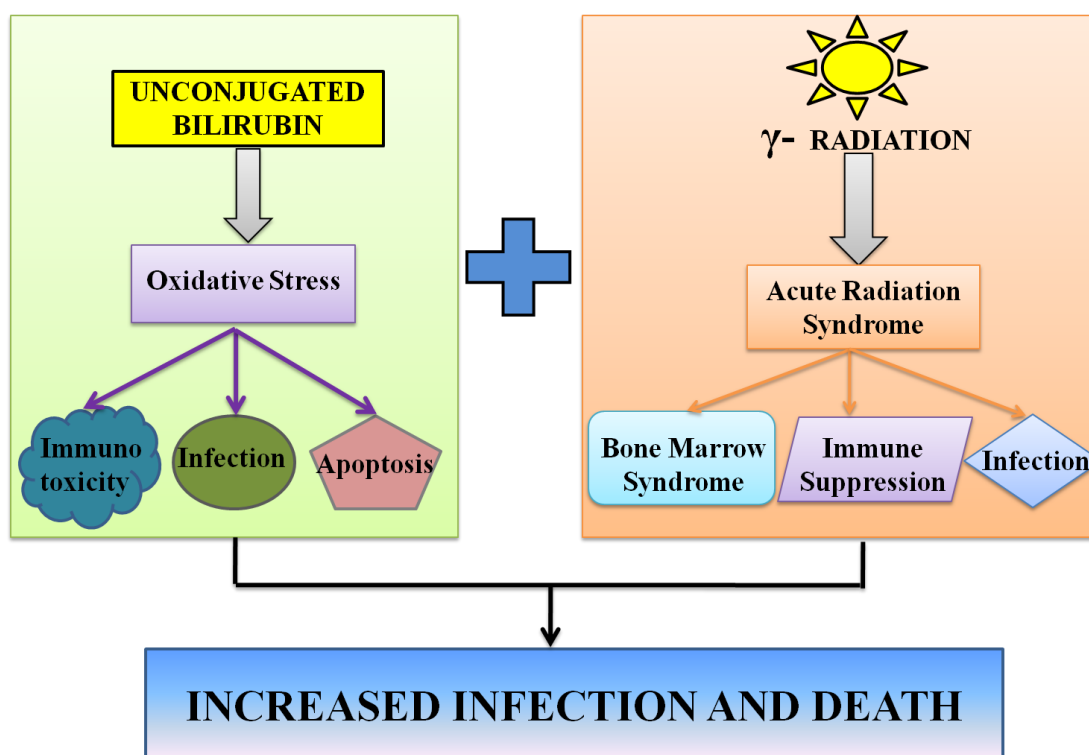 UNCONJUGATED
BILIRUBIN
Oxidative Stress
Immuno
toxicity
Infection
Apoptosis
γ- RADIATION
Acute Radiation
Syndrome
Bone Marrow
Syndrome
Immune
Suppression
Infection
INCREASED INFECTION AND DEATH